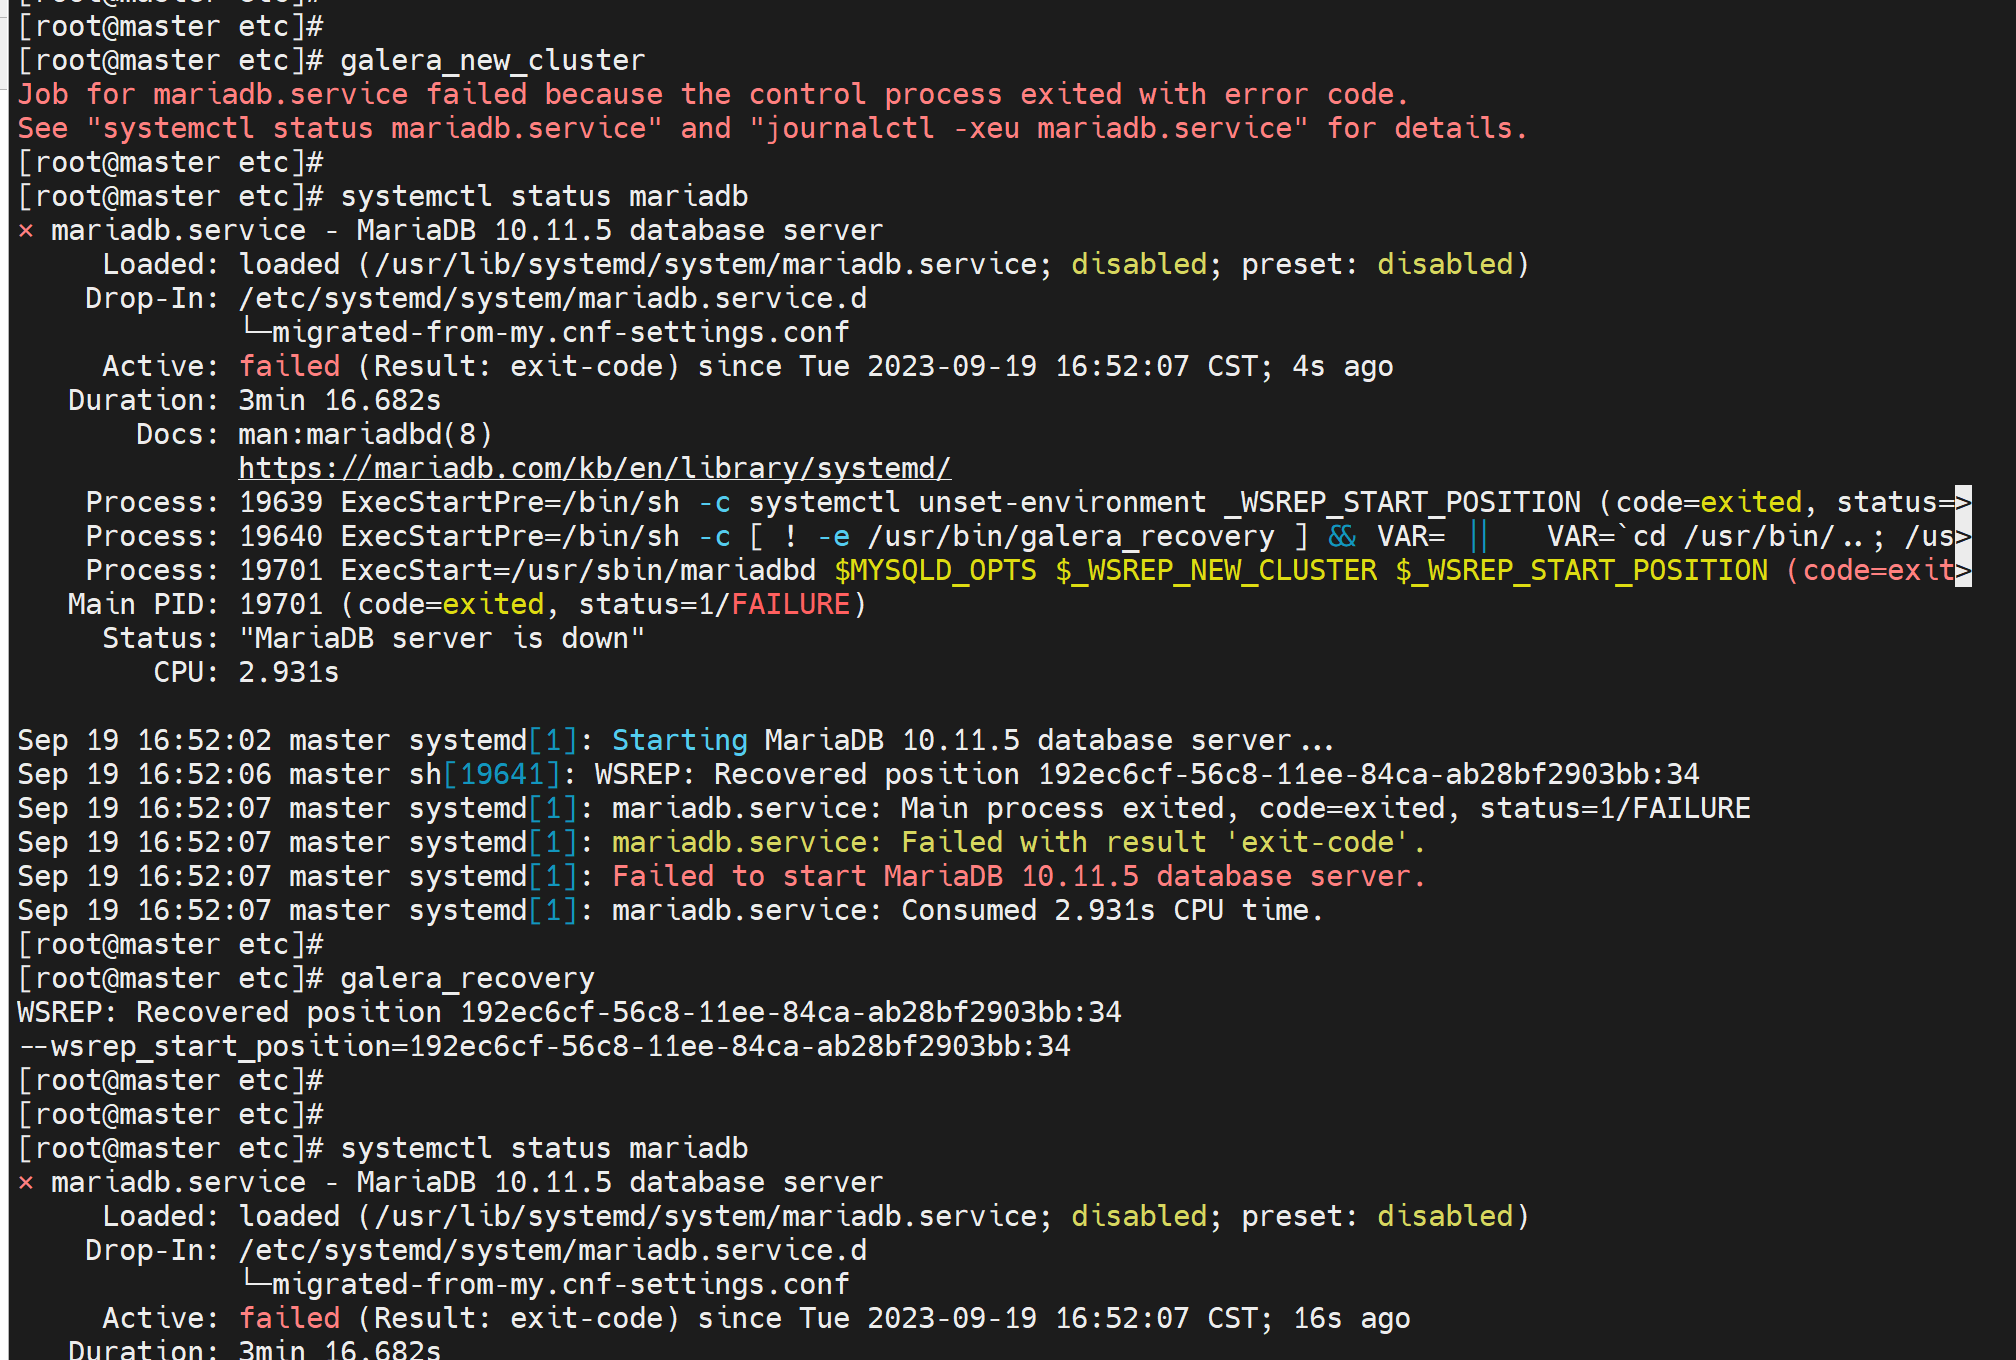 [root@master etc]#
[root@master etc]#
[root@master etc]# galera_new_cluster
Job for mariadb.service failed because the control process exited with error code.
See "systemctl status mariadb.service" and "journalctl -xeu mariadb.service" for details.
[root@master etc]#
[root@master etc]# systemctl status mariadb
× mariadb.service - MariaDB 10.11.5 database server
     Loaded: loaded (/usr/lib/systemd/system/mariadb.service; disabled; preset: disabled)
    Drop-In: /etc/systemd/system/mariadb.service.d
             └─migrated-from-my.cnf-settings.conf
     Active: failed (Result: exit-code) since Tue 2023-09-19 16:52:07 CST; 4s ago
   Duration: 3min 16.682s
       Docs: man:mariadbd(8)
             https://mariadb.com/kb/en/library/systemd/
    Process: 19639 ExecStartPre=/bin/sh -c systemctl unset-environment _WSREP_START_POSITION (code=exited, status=>
    Process: 19640 ExecStartPre=/bin/sh -c [ ! -e /usr/bin/galera_recovery ] && VAR= ||   VAR=`cd /usr/bin/..; /us>
    Process: 19701 ExecStart=/usr/sbin/mariadbd $MYSQLD_OPTS $_WSREP_NEW_CLUSTER $_WSREP_START_POSITION (code=exit>
   Main PID: 19701 (code=exited, status=1/FAILURE)
     Status: "MariaDB server is down"
        CPU: 2.931s
Sep 19 16:52:02 master systemd[1]: Starting MariaDB 10.11.5 database server...
Sep 19 16:52:06 master sh[19641]: WSREP: Recovered position 192ec6cf-56c8-11ee-84ca-ab28bf2903bb:34
Sep 19 16:52:07 master systemd[1]: mariadb.service: Main process exited, code=exited, status=1/FAILURE
Sep 19 16:52:07 master systemd[1]: mariadb.service: Failed with result 'exit-code'.
Sep 19 16:52:07 master systemd[1]: Failed to start MariaDB 10.11.5 database server.
Sep 19 16:52:07 master systemd[1]: mariadb.service: Consumed 2.931s CPU time.
[root@master etc]#
[root@master etc]# galera_recovery
WSREP: Recovered position 192ec6cf-56c8-11ee-84ca-ab28bf2903bb:34
--wsrep_start_position=192ec6cf-56c8-11ee-84ca-ab28bf2903bb:34
[root@master etc]#
[root@master etc]#
[root@master etc]# systemctl status mariadb
× mariadb.service - MariaDB 10.11.5 database server
     Loaded: loaded (/usr/lib/systemd/system/mariadb.service; disabled; preset: disabled)
    Drop-In: /etc/systemd/system/mariadb.service.d
             └─migrated-from-my.cnf-settings.conf
     Active: failed (Result: exit-code) since Tue 2023-09-19 16:52:07 CST; 16s ago
   Duration: 3min 16.682s